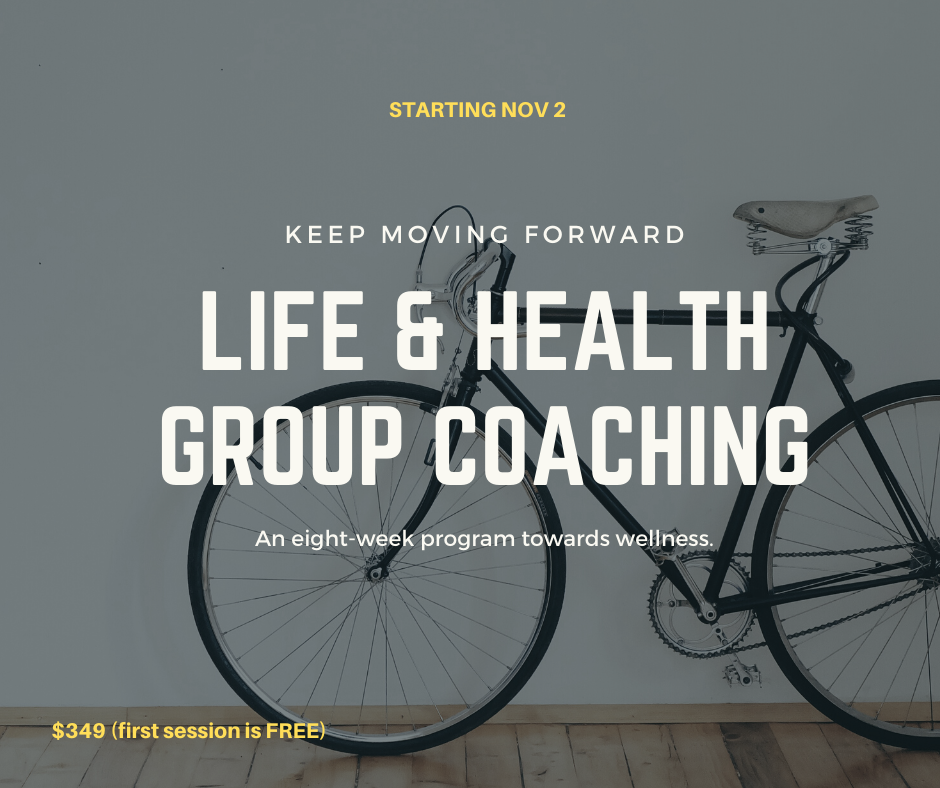 STARTING NOV 2
KEEP MOVING FORWARD
LIFE & HEALTH
GROUP COACHING
An eight-week program towards wellness.
$349 (first session is FREE)